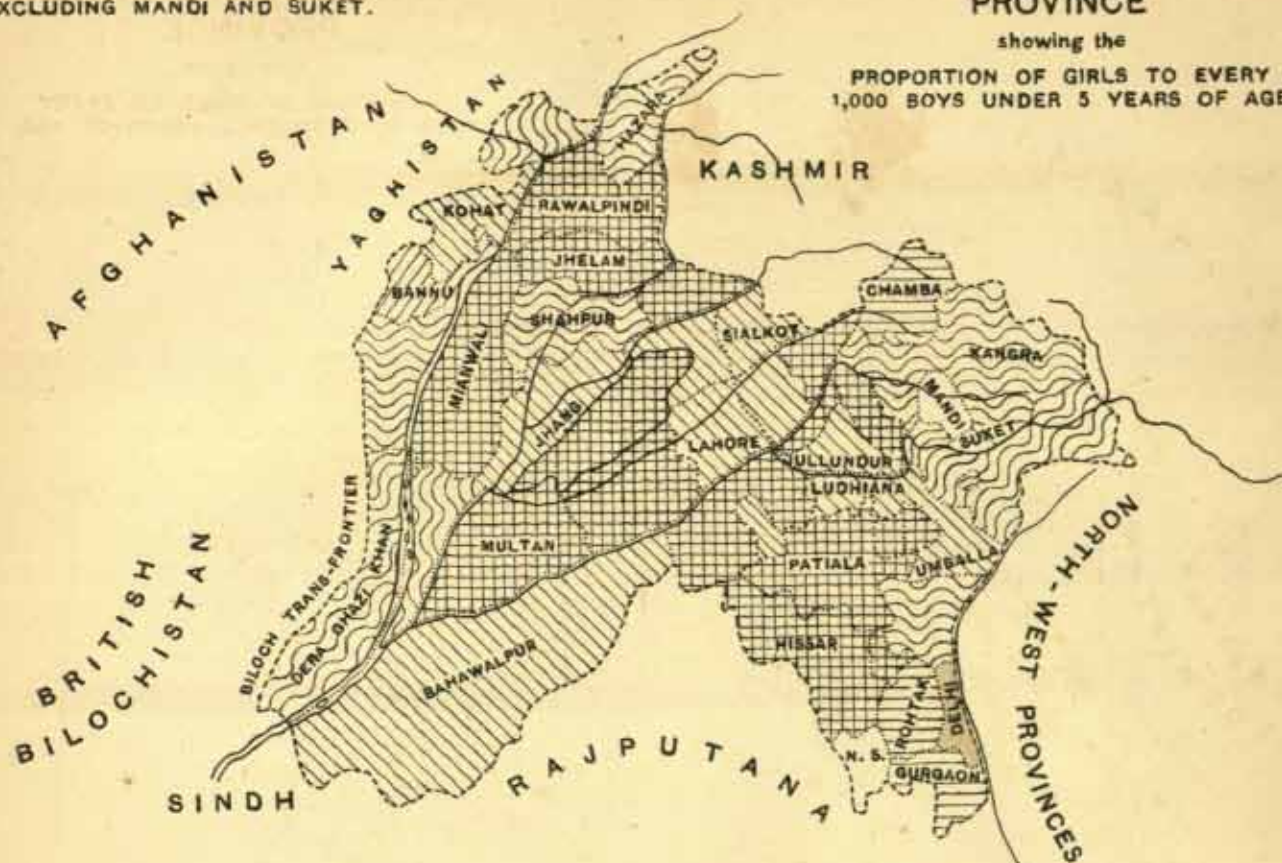 XCLUDING MANDI AND SUKET.
PROVINCE
showing the
PROPORTION OF GIRLS TO EVERY
1,000 BOYS UNDER 5 YEARS OF AGE
AFGHANISTAN
YAGHISTAN
HAZARA
KASHMIR
KOHAT
RAWALPINDI
JHELAM
BANNU
SHAHPUR
MIANWALI
SIALKOT
CHAMBA
KANGRA
MANDI
SUKET
JHANG
LAHORE
JULLUNDUR
LUDHIANA
MULTAN
PATIALA
UMBALLA
BILOCH TRANS-FRONTIER
DERA GHAZI KHAN
HISSAR
BAHAWALPUR
ROHTAK
DELHI
N. S.
GURGAON
BRITISH
BILOCHISTAN
NORTH-WEST PROVINCES
RAJPUTANA
SINDH